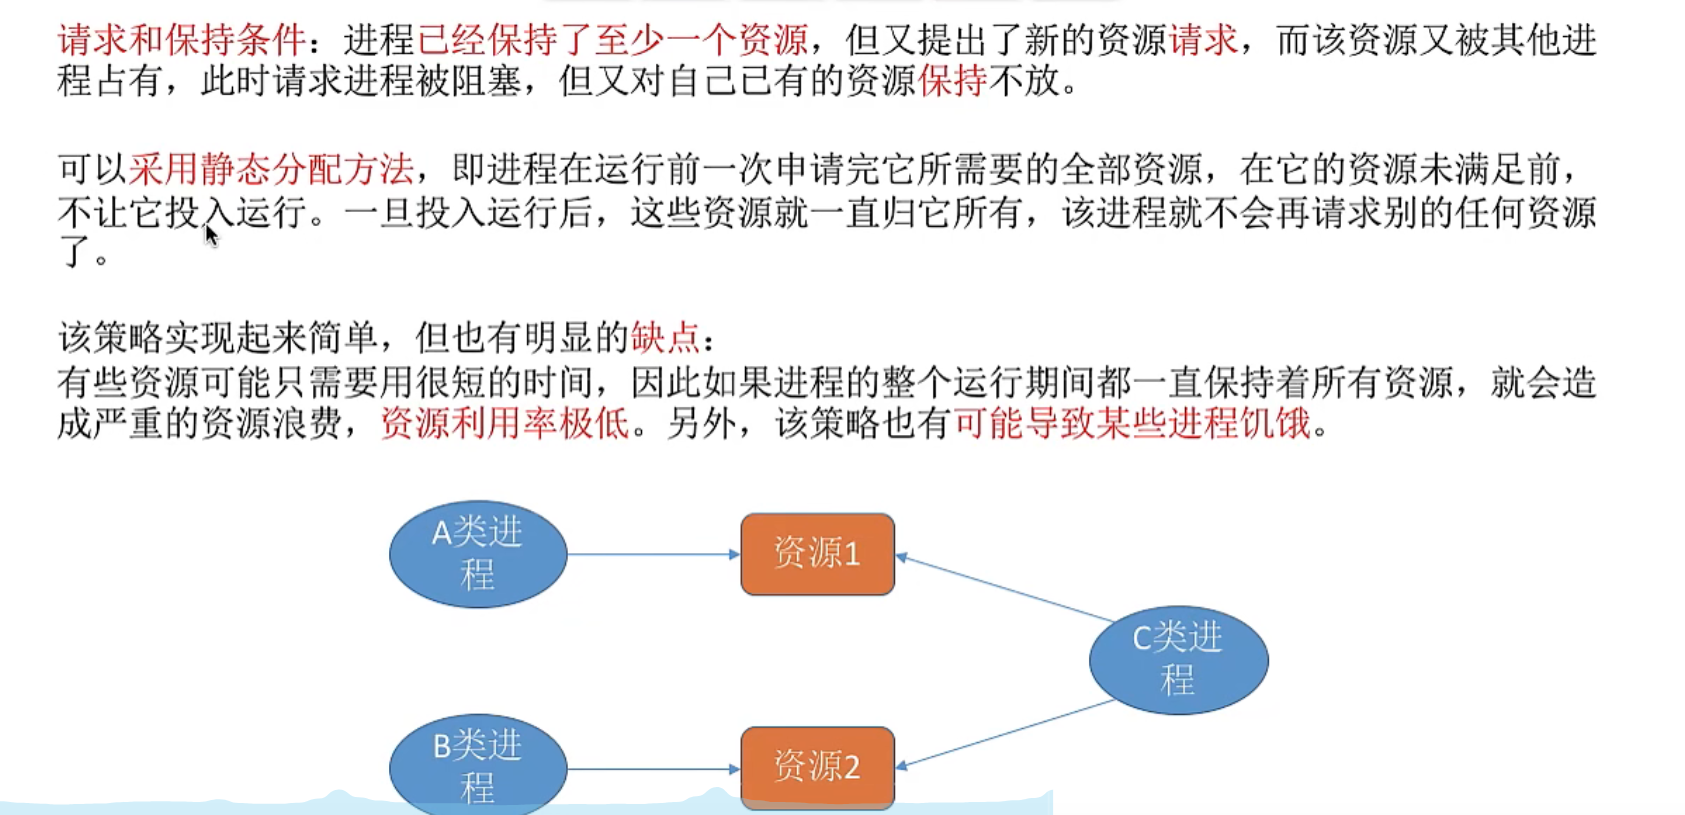 请求和保持条件：进程已经保持了至少一个资源，但又提出了新的资源请求，而该资源又被其他进
程占有，此时请求进程被阻塞，但又对自己已有的资源保持不放。
可以采用静态分配方法，即进程在运行前一次申请完它所需要的全部资源，在它的资源未满足前，
不让它投入运行。一旦投入运行后，这些资源就一直归它所有，该进程就不会再请求别的任何资源
了。
该策略实现起来简单，但也有明显的缺点：
有些资源可能只需要用很短的时间，因此如果进程的整个运行期间都一直保持着所有资源，就会造
成严重的资源浪费，资源利用率极低。另外，该策略也有可能导致某些进程饥饿。
A类进
程
资源1
C类进
程
B类进
程
资源2